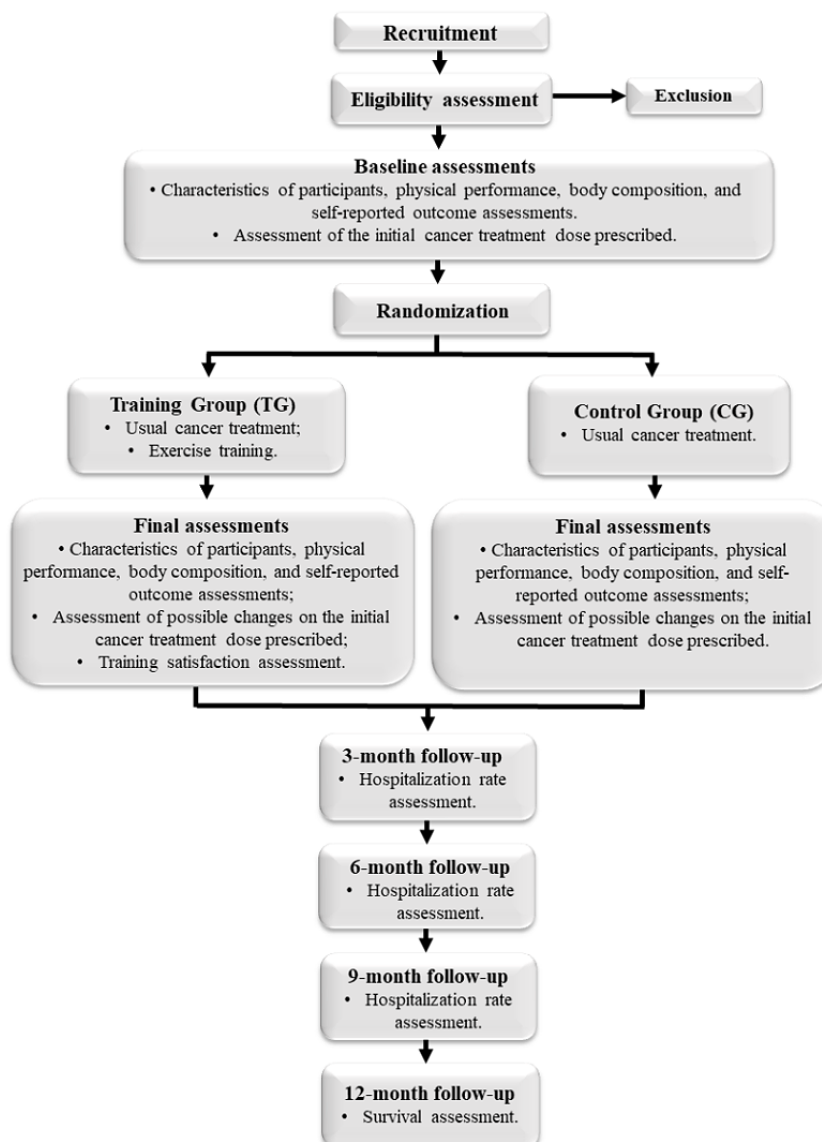 Recruitment
Eligibility assessment
Exclusion
Baseline assessments
• Characteristics of participants, physical performance, body composition, and
self-reported outcome assessments.
• Assessment of the initial cancer treatment dose prescribed.
Randomization
Training Group (TG)
• Usual cancer treatment;
• Exercise training.
Control Group (CG)
• Usual cancer treatment.
Final assessments
• Characteristics of participants, physical
performance, body composition, and self-reported
outcome assessments;
• Assessment of possible changes on the initial
cancer treatment dose prescribed;
• Training satisfaction assessment.
Final assessments
• Characteristics of participants, physical
performance, body composition, and self-
reported outcome assessments;
• Assessment of possible changes on the initial
cancer treatment dose prescribed.
3-month follow-up
• Hospitalization rate
assessment.
6-month follow-up
• Hospitalization rate
assessment.
9-month follow-up
• Hospitalization rate
assessment.
12-month follow-up
• Survival assessment.